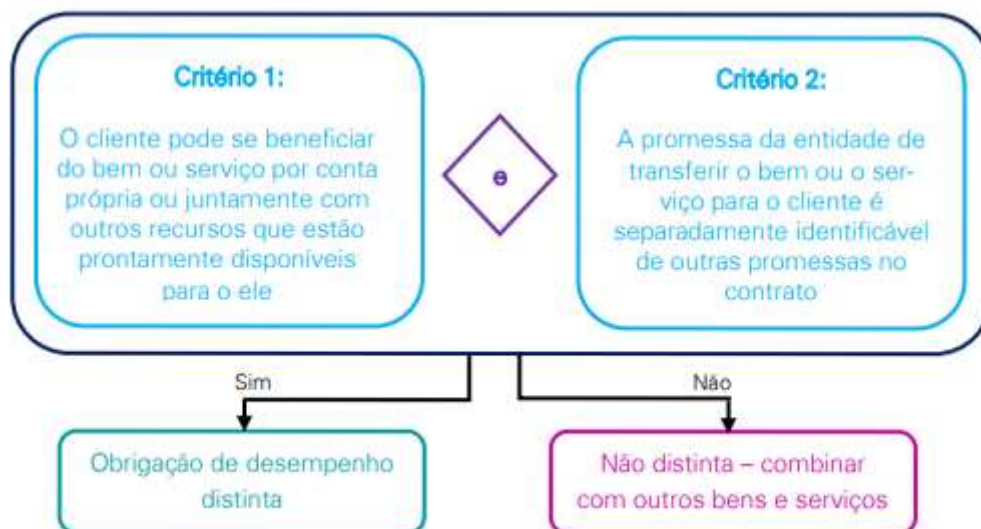 Critério 1:
O cliente pode se beneficiar
do bem ou serviço por conta
própria ou juntamente com
outros recursos que estão
prontamente disponíveis
para o ele
e
Critério 2:
A promessa da entidade de
transferir o bem ou o ser-
viço para o cliente é
separadamente identificável
de outras promessas no
contrato
Sim
Não
Obrigação de desempenho
distinta
Não distinta – combinar
com outros bens e serviços